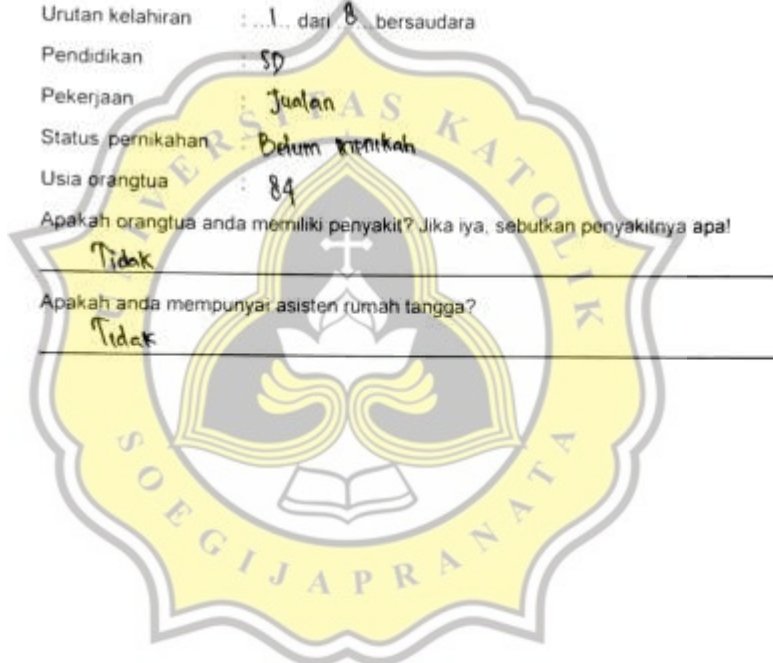 Urutan kelahiran : ...1... dari ..8...bersaudara
Pendidikan : SD
Pekerjaan : Jualan
Status pernikahan : Belum menikah
Usia orangtua : 84
Apakah orangtua anda memiliki penyakit? Jika iya, sebutkan penyakitnya apa!
Tidak
Apakah anda mempunyai asisten rumah tangga?
Tidak
UNIVERSITAS KATOLIK
SOEGIJAPRANATA